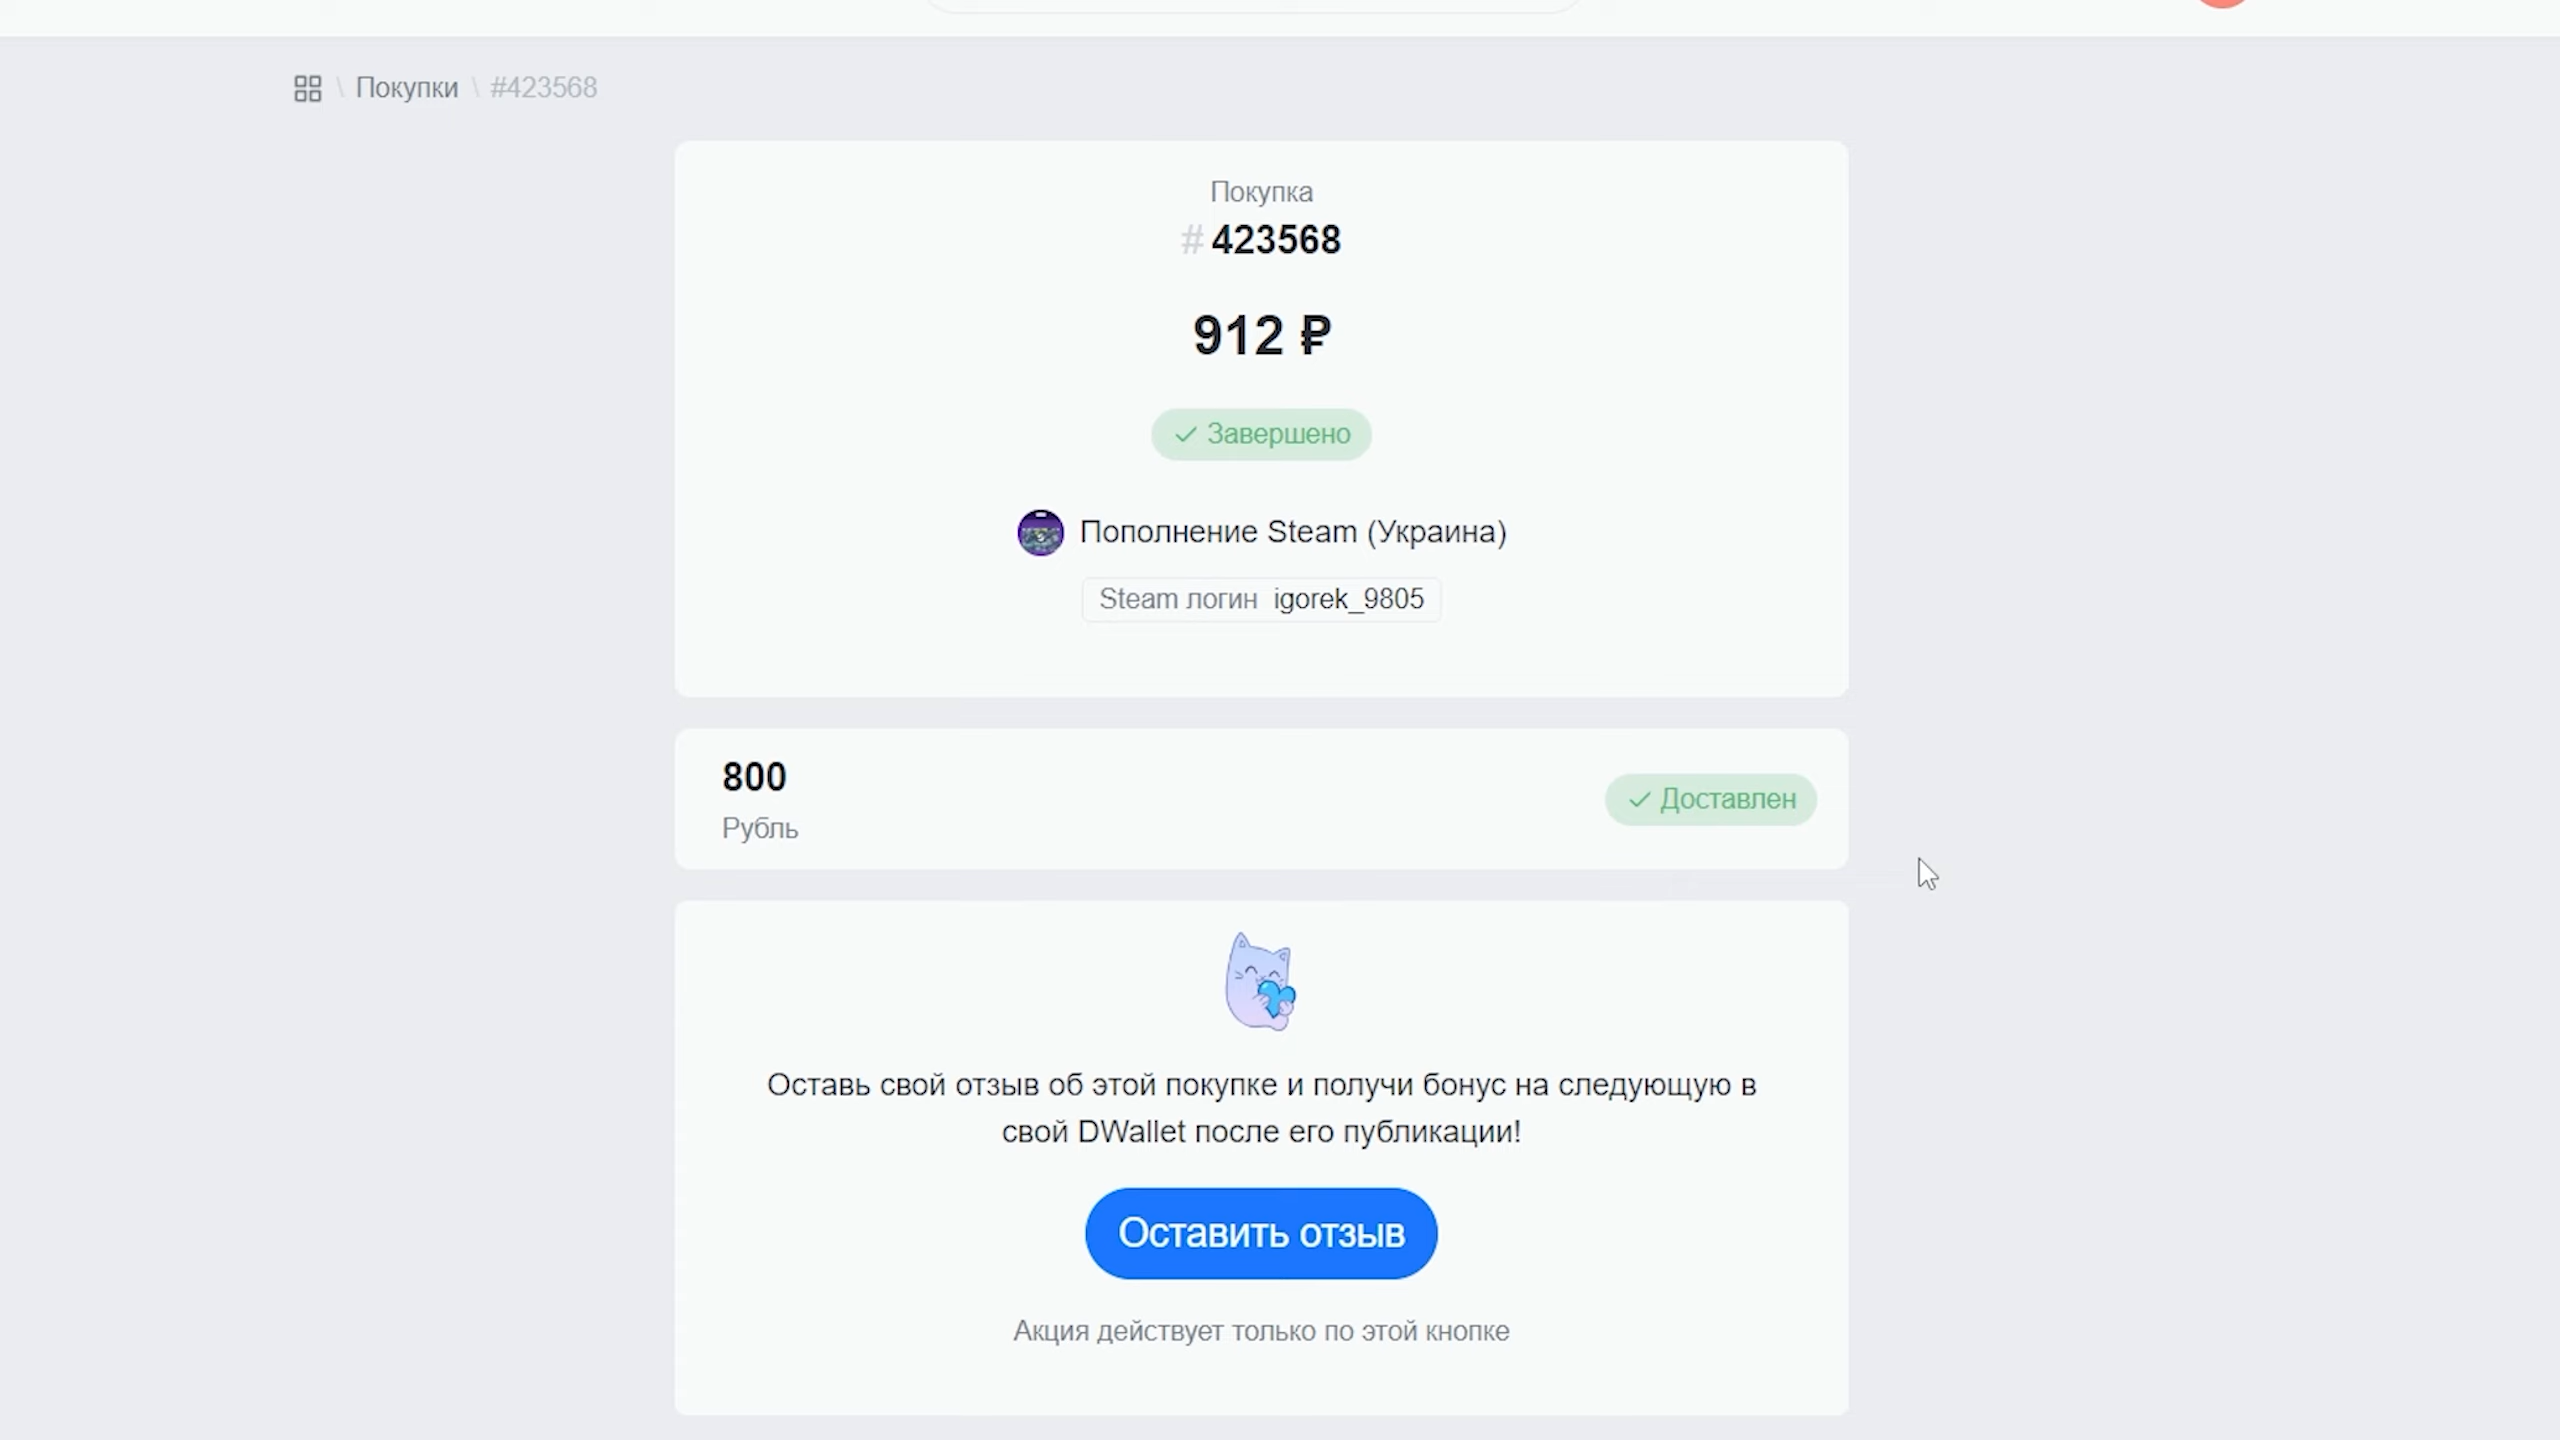 \ Покупки \ #423568
Покупка
# 423568
912 ₽
Завершено
Пополнение Steam (Украина)
Steam логин igorek_9805
800
Рубль
Доставлен
Оставь свой отзыв об этой покупке и получи бонус на следующую в
свой DWallet после его публикации!
Оставить отзыв
Акция действует только по этой кнопке